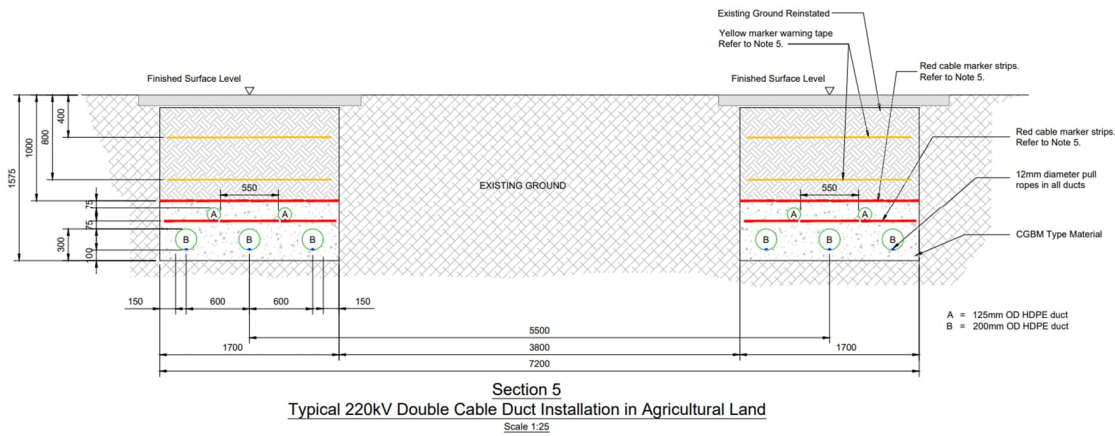 Existing Ground Reinstated
Yellow marker warning tape
Refer to Note 5.
Finished Surface Level
Finished Surface Level
Red cable marker strips.
Refer to Note 5.
400
800
1000
1575
Red cable marker strips.
Refer to Note 5.
550
EXISTING GROUND
550
12mm diameter pull
ropes in all ducts
75
A
A
A
A
75
CGBM Type Material
300
B
B
B
B
B
B
100
150
600
600
150
A = 125mm OD HDPE duct
B = 200mm OD HDPE duct
5500
1700
3800
1700
7200
Section 5
Typical 220kV Double Cable Duct Installation in Agricultural Land
Scale 1:25